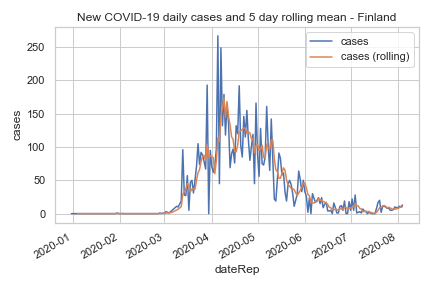 New COVID-19 daily cases and 5 day rolling mean - Finland
cases
cases (rolling)
250
200
150
100
50
0
cases
2020-01
2020-02
2020-03
2020-04
2020-05
2020-06
2020-07
2020-08
dateRep